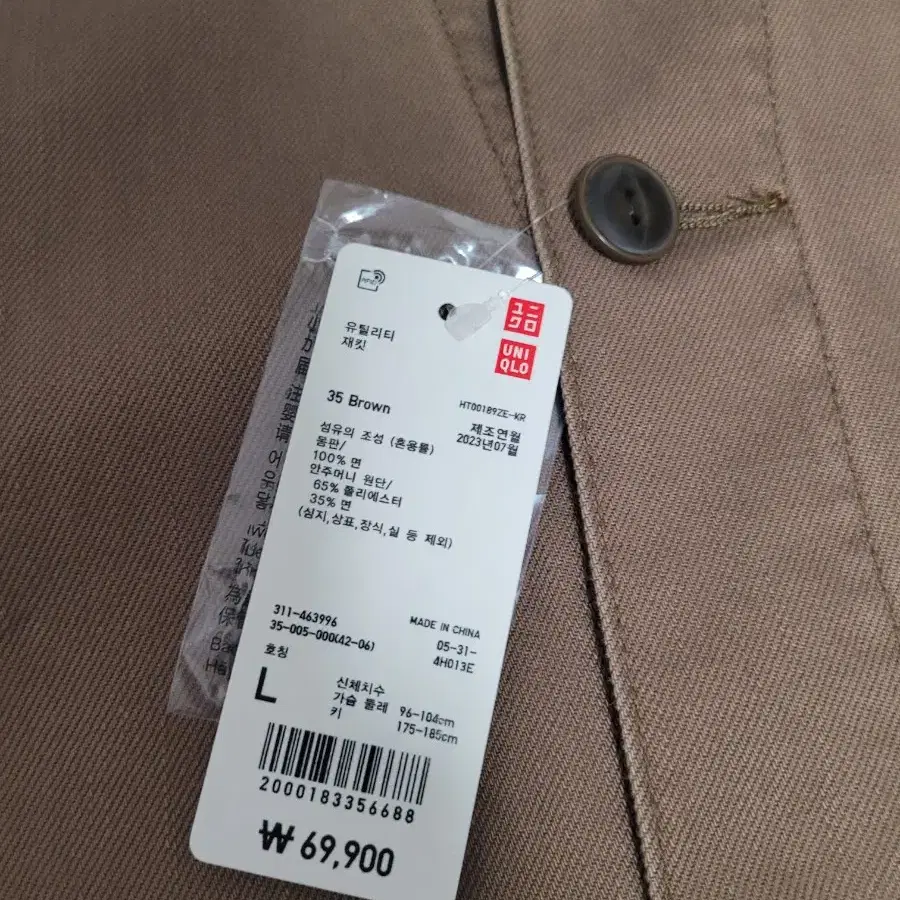 유틸리티
재킷
ユニ
クロ
UNI
QLO
35 Brown
HT00189ZE-KR
제조연월
2023년07월
섬유의 조성 (혼용률)
몸판/
100% 면
안주머니 원단/
65% 폴리에스터
35% 면
(심지,상표,장식,실 등 제외)
311-463996
35-005-000(42-06)
MADE IN CHINA
05-31-
4H013E
호칭
L
신체치수
가슴 둘레 96-104cm
키 175-185cm
2000183356688
₩ 69,900